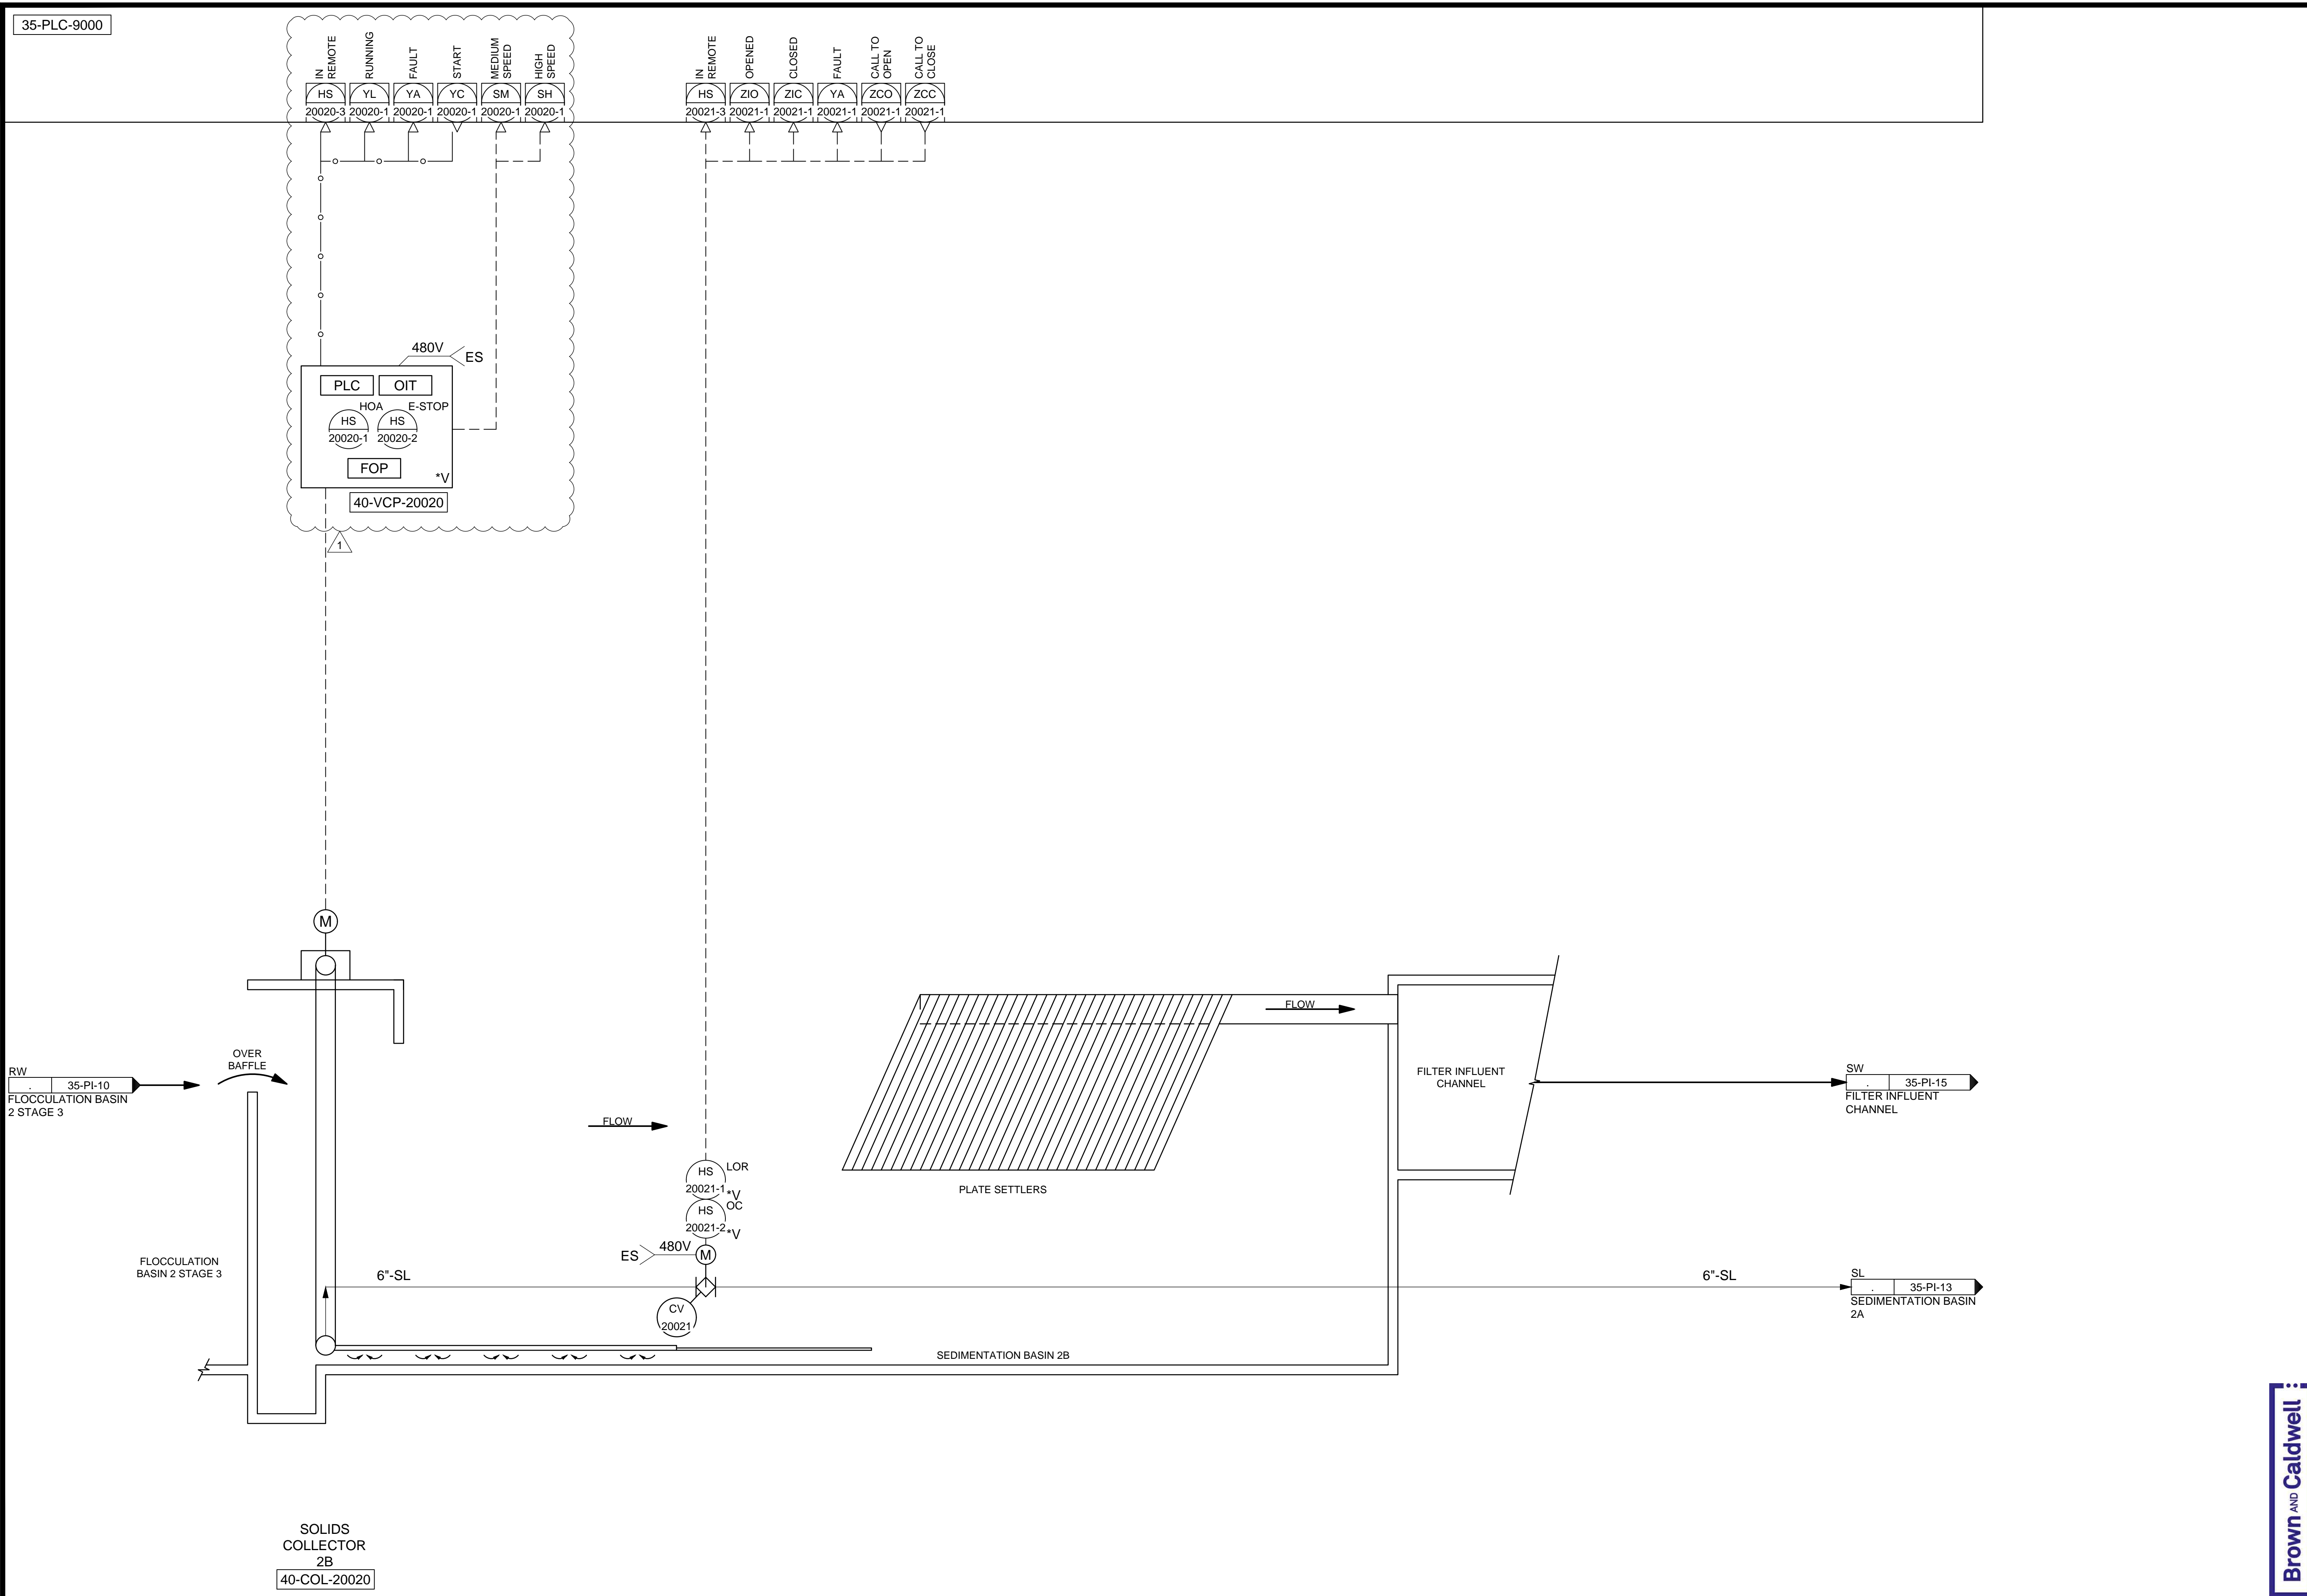 35-PLC-9000
IN
REMOTE
RUNNING
FAULT
START
MEDIUM
SPEED
HIGH
SPEED
IN
REMOTE
OPENED
CLOSED
FAULT
CALL TO
OPEN
CALL TO
CLOSE
HS YL YA YC SM SH
20020-3 20020-1 20020-1 20020-1 20020-1 20020-1
HS ZIO ZIC YA ZCO ZCC
20021-3 20021-1 20021-1 20021-1 20021-1 20021-1
480V
ES
PLC OIT
HOA E-STOP
HS HS
20020-1 20020-2
FOP
*V
40-VCP-20020
1
M
FLOW
OVER
BAFFLE
RW
. 35-PI-10
FLOCCULATION BASIN
2 STAGE 3
FILTER INFLUENT
CHANNEL
SW
. 35-PI-15
FILTER INFLUENT
CHANNEL
FLOW
HS LOR
20021-1 *V
HS OC
20021-2 *V
PLATE SETTLERS
ES 480V M
FLOCCULATION
BASIN 2 STAGE 3
6"-SL
6"-SL
SL
. 35-PI-13
SEDIMENTATION BASIN
2A
CV
20021
SEDIMENTATION BASIN 2B
SOLIDS
COLLECTOR
2B
40-COL-20020
Brown AND Caldwell